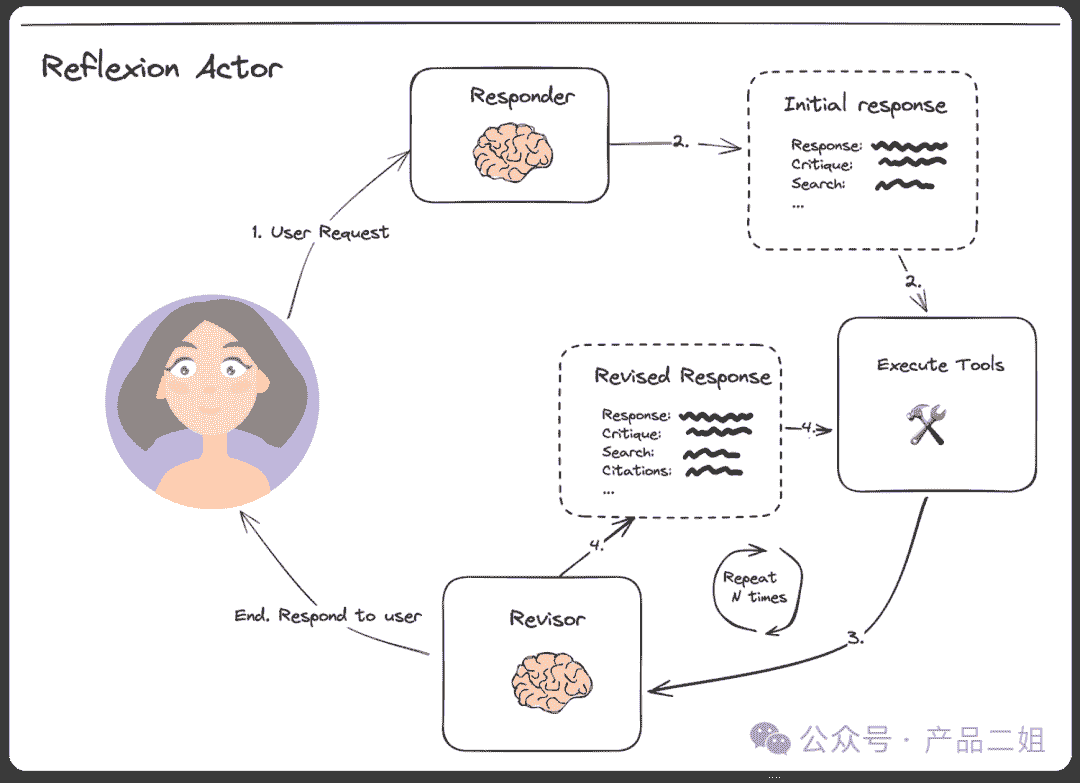 Reflexion Actor
Responder
2.
Initial response
Response:
Critique:
Search:
...
1. User Request
2.
Execute Tools
Revised Response
Response:
Critique:
Search:
Citations:
...
4.
4.
Repeat
N times
3.
Revisor
End. Respond to user
公众号 · 产品二姐